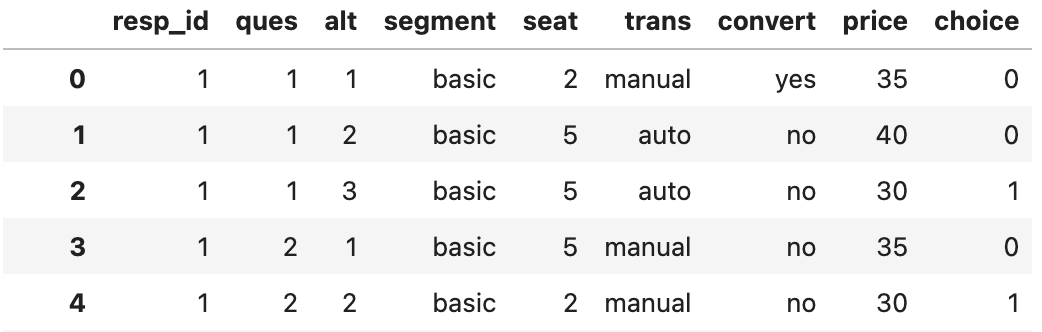 resp_id ques alt segment seat trans convert price choice
0 1 1 1 basic 2 manual yes 35 0
1 1 1 2 basic 5 auto no 40 0
2 1 1 3 basic 5 auto no 30 1
3 1 2 1 basic 5 manual no 35 0
4 1 2 2 basic 2 manual no 30 1